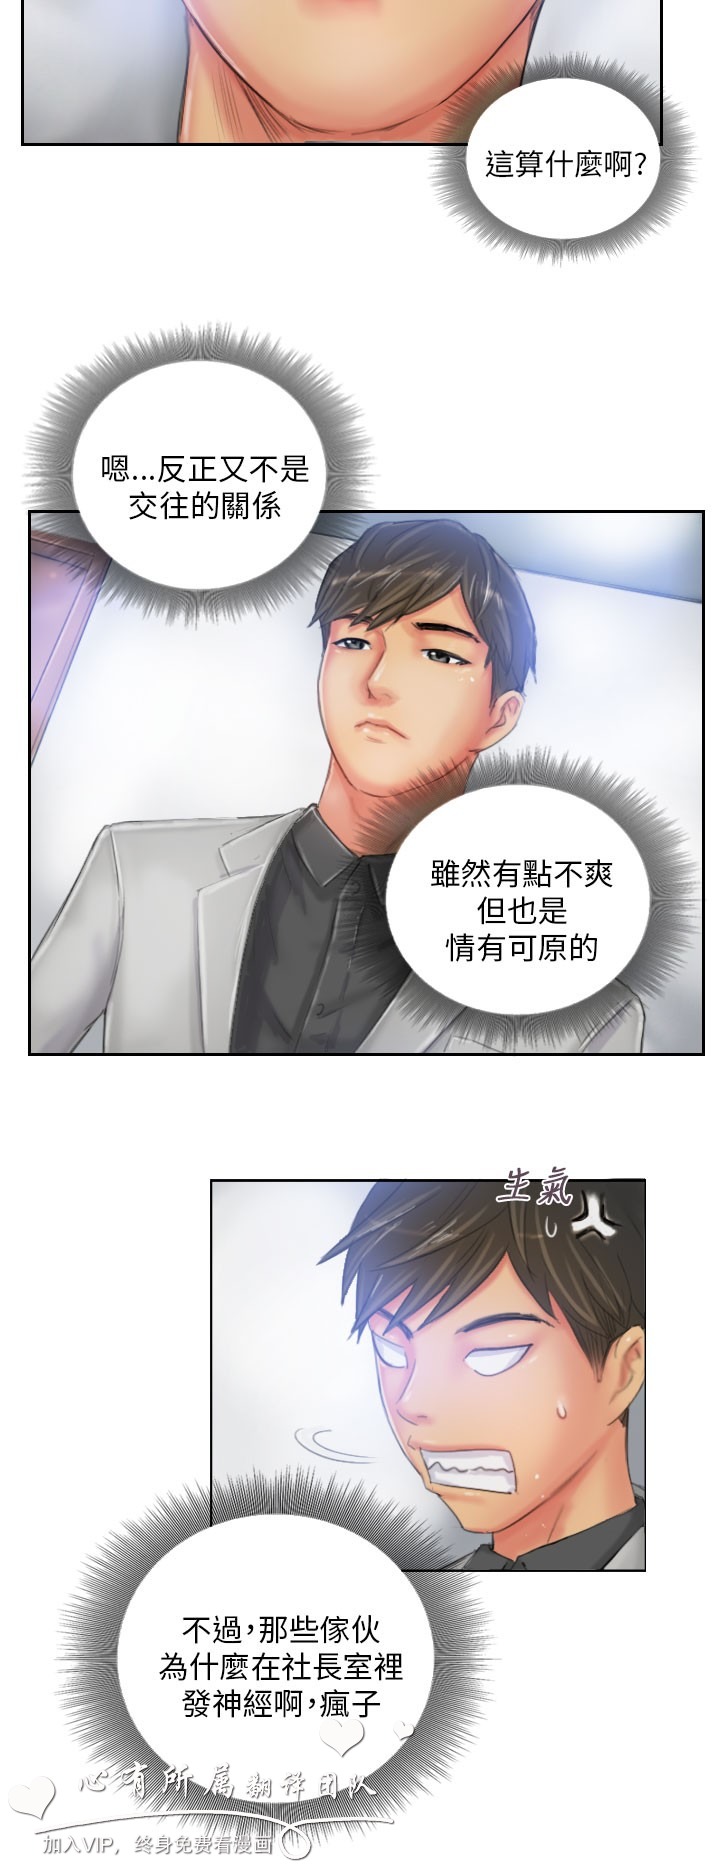 這算什麼啊?
嗯...反正又不是
交往的關係
雖然有點不爽
但也是
情有可原的
生氣
不過,那些傢伙
為什麼在社長室裡
發神經啊,瘋子
心有所属翻译团队
加入VIP，终身免费看漫画